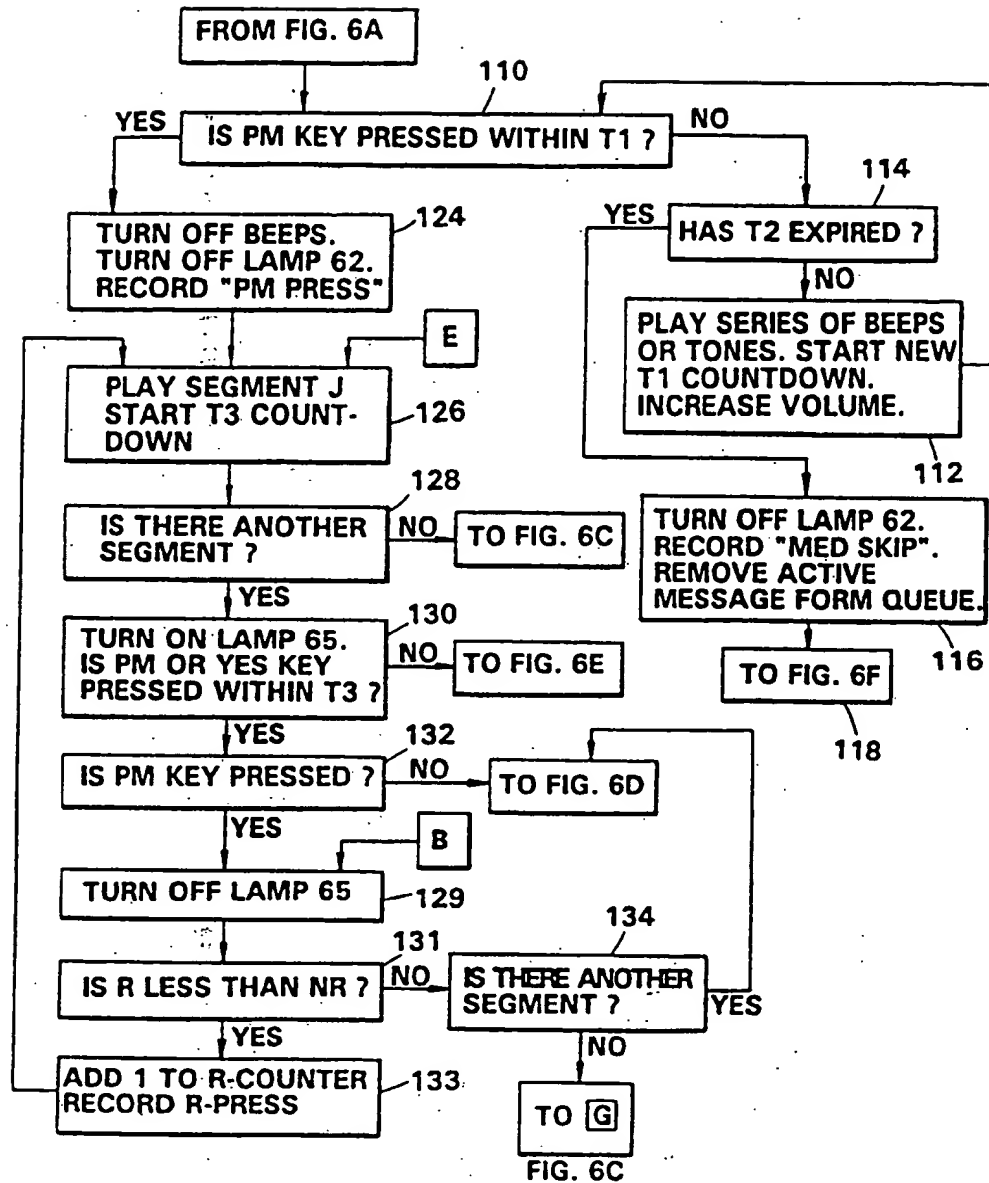 FROM FIG. 6A
110
YES
IS PM KEY PRESSED WITHIN T1 ?
NO
114
124
TURN OFF BEEPS.
TURN OFF LAMP 62.
RECORD "PM PRESS"
YES
HAS T2 EXPIRED ?
NO
E
PLAY SERIES OF BEEPS
OR TONES. START NEW
T1 COUNTDOWN.
INCREASE VOLUME.
112
PLAY SEGMENT J
START T3 COUNT-
DOWN
126
128
IS THERE ANOTHER
SEGMENT ?
NO
TO FIG. 6C
YES
TURN OFF LAMP 62.
RECORD "MED SKIP".
REMOVE ACTIVE
MESSAGE FORM QUEUE.
116
130
TURN ON LAMP 65.
IS PM OR YES KEY
PRESSED WITHIN T3 ?
NO
TO FIG. 6E
TO FIG. 6F
118
YES
132
IS PM KEY PRESSED ?
NO
TO FIG. 6D
YES
B
TURN OFF LAMP 65
129
131
IS R LESS THAN NR ?
NO
134
IS THERE ANOTHER
SEGMENT ?
YES
YES
NO
ADD 1 TO R-COUNTER
RECORD R-PRESS
133
TO G
FIG. 6C